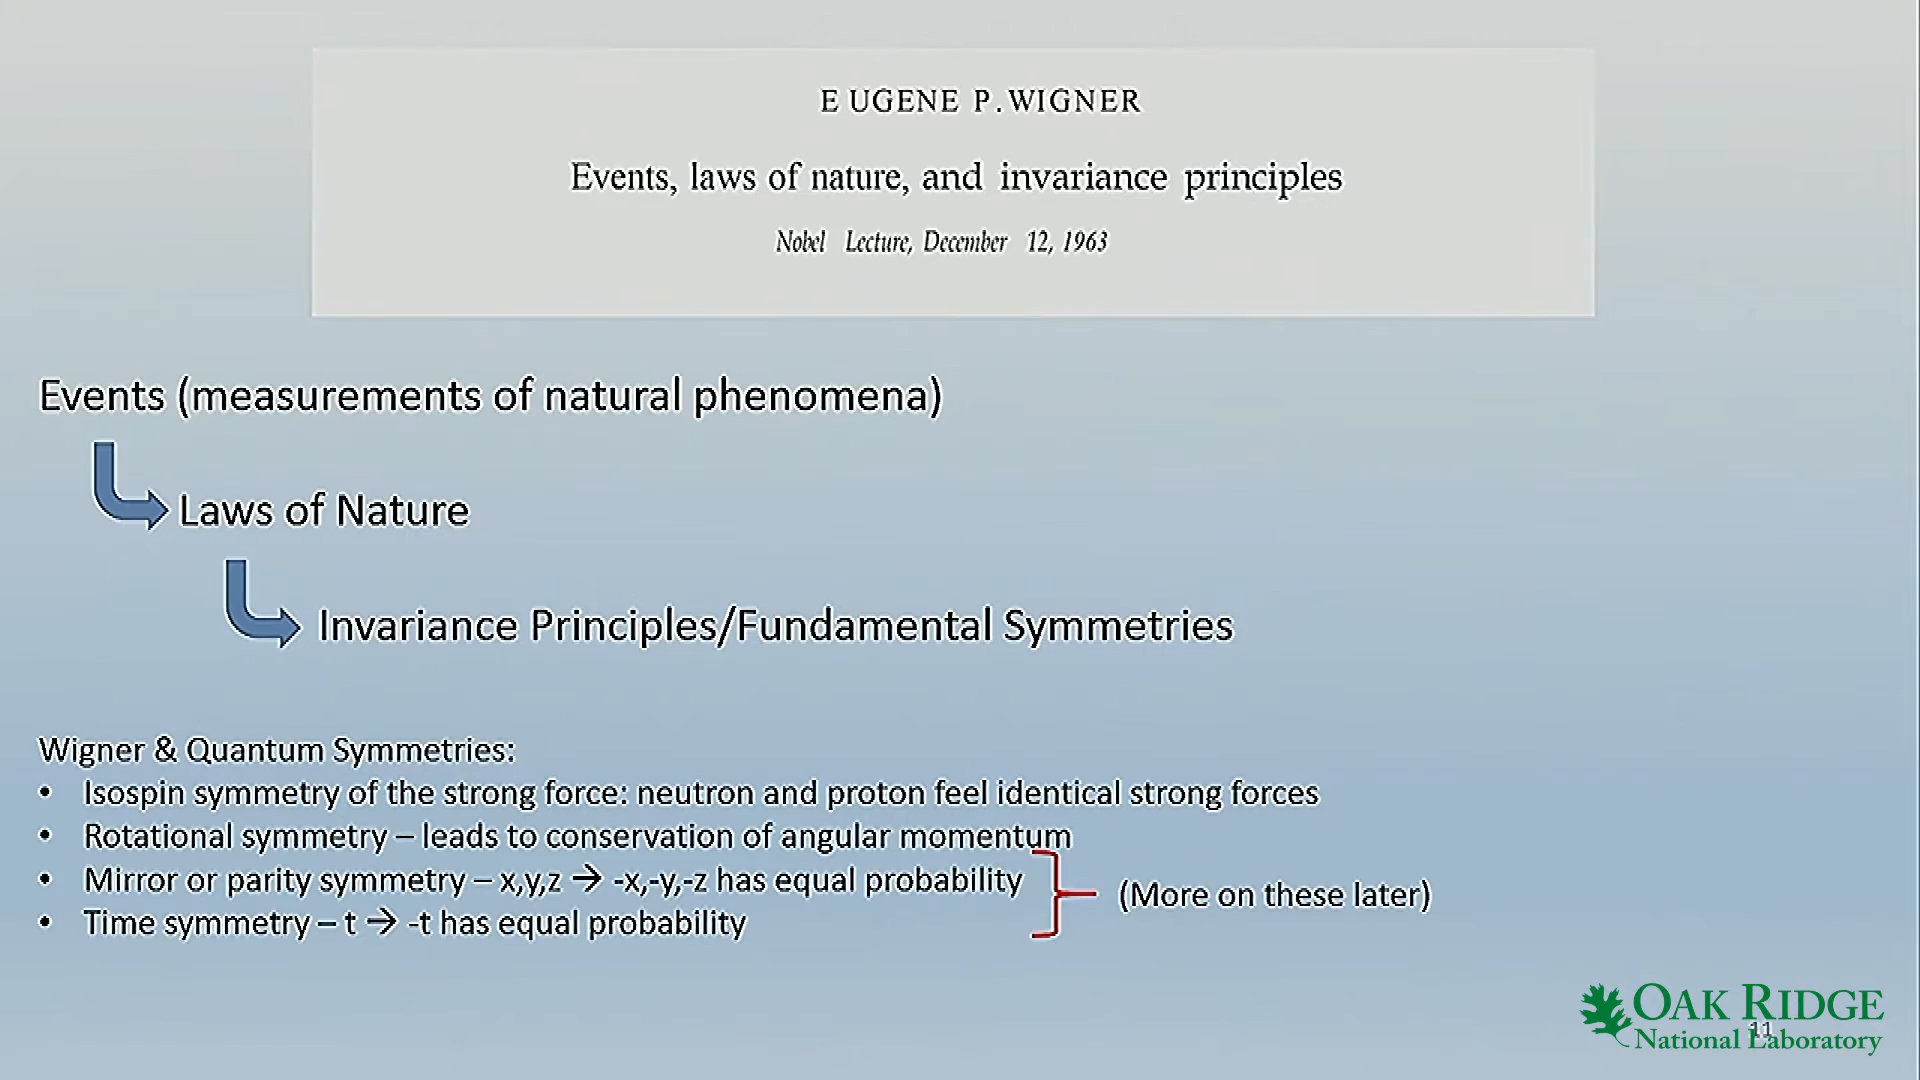 E UGENE P. WIGNER
Events, laws of nature, and invariance principles
Nobel Lecture, December 12, 1963
Events (measurements of natural phenomena)
Laws of Nature
Invariance Principles/Fundamental Symmetries
Wigner & Quantum Symmetries:
• Isospin symmetry of the strong force: neutron and proton feel identical strong forces
• Rotational symmetry – leads to conservation of angular momentum
• Mirror or parity symmetry – x,y,z → -x,-y,-z has equal probability
• Time symmetry – t → -t has equal probability
(More on these later)
OAK RIDGE
National Laboratory
11